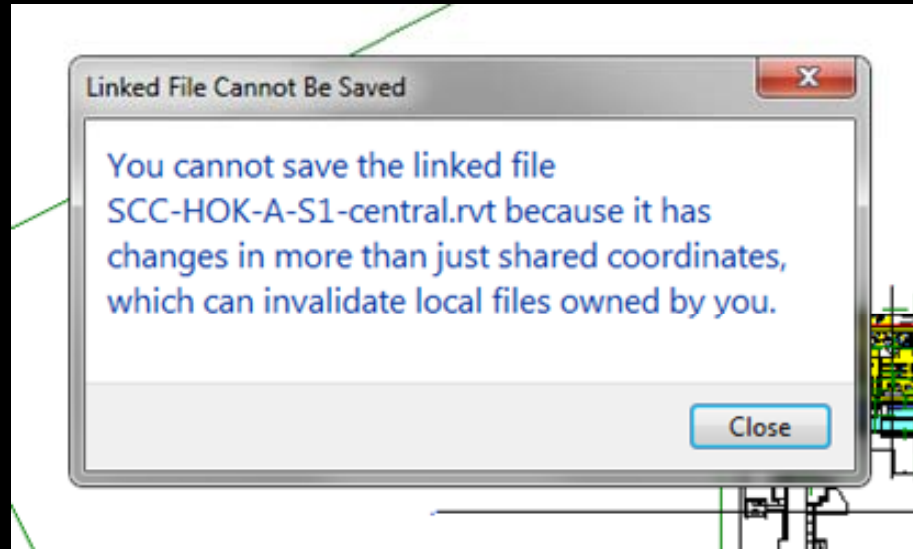 Linked File Cannot Be Saved
You cannot save the linked file
SCC-HOK-A-S1-central.rvt because it has
changes in more than just shared coordinates,
which can invalidate local files owned by you.
Close